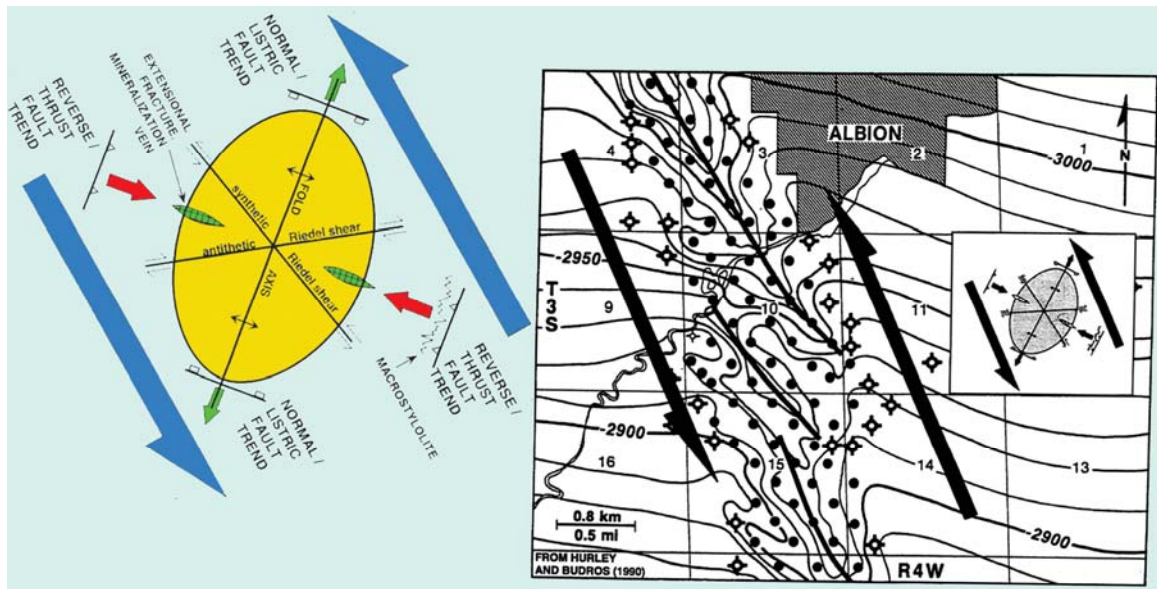 NORMAL /
LISTRIC
FAULT
TREND
EXTENSIONAL
FRACTURE
MINERALIZATION
VEIN
REVERSE /
THRUST
FAULT
TREND
synthetic
Riedel shear
antithetic
Riedel shear
FOLD
AXIS
MACROSTYLOLITE
REVERSE /
THRUST
FAULT
TREND
NORMAL /
LISTRIC
FAULT
TREND
ALBION
4
3
2
1
-3000
N
-2950
T
3
S
9
10
11
-2900
16
15
14
13
0.8 km
0.5 mi
-2900
FROM HURLEY
AND BUDROS (1990)
R4W